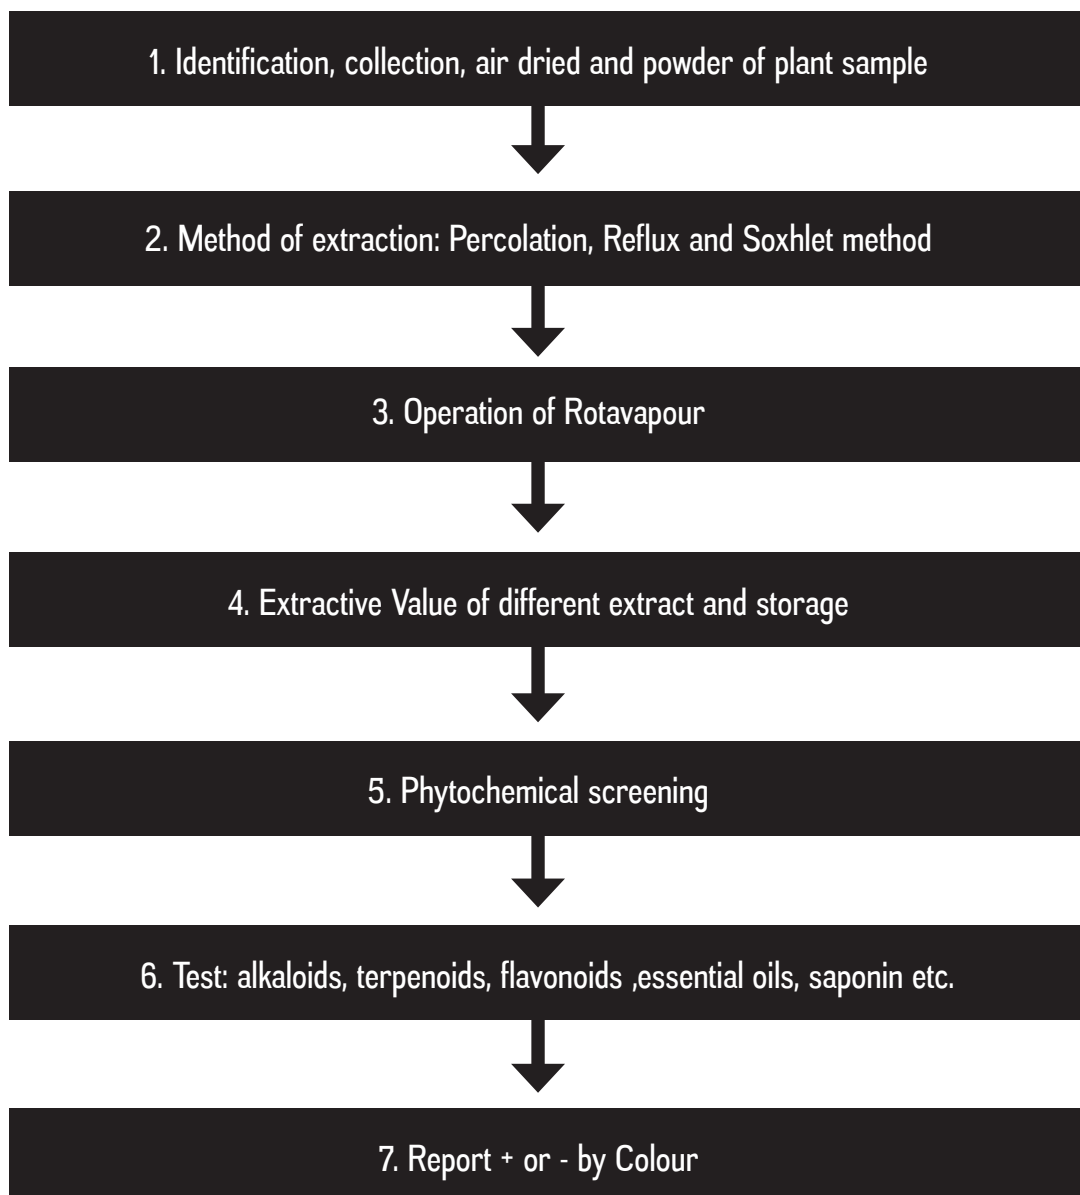 1. Identification, collection, air dried and powder of plant sample
2. Method of extraction: Percolation, Reflux and Soxhlet method
3. Operation of Rotavapour
4. Extractive Value of different extract and storage
5. Phytochemical screening
6. Test: alkaloids, terpenoids, flavonoids ,essential oils, saponin etc.
7. Report + or - by Colour